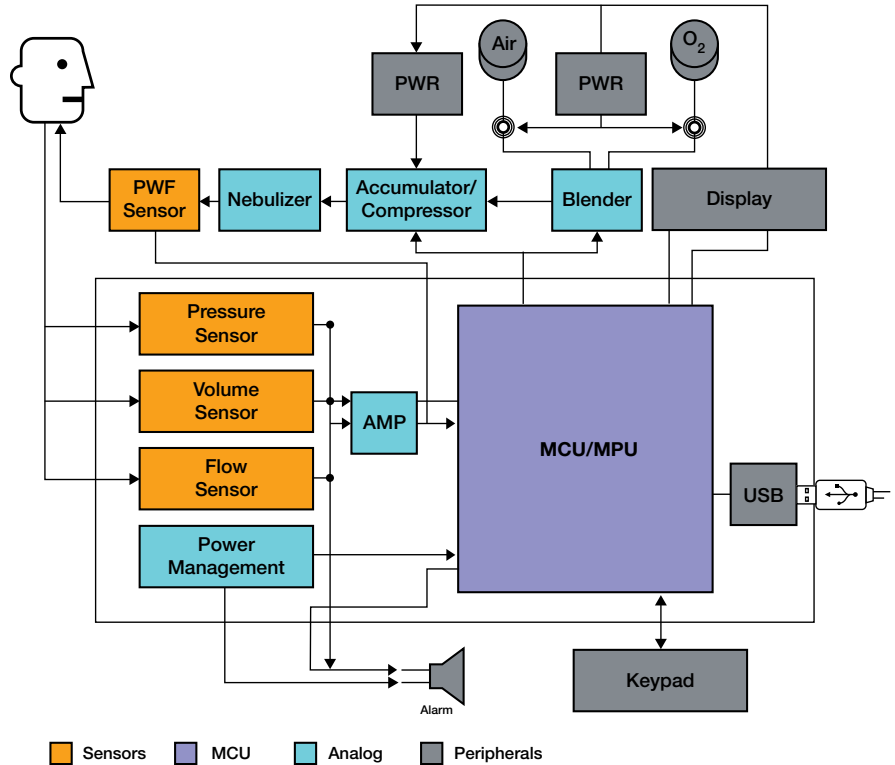 Air
O2
PWR
PWR
PWF
Sensor
Nebulizer
Accumulator/
Compressor
Blender
Display
Pressure
Sensor
Volume
Sensor
AMP
Flow
Sensor
MCU/MPU
USB
Power
Management
Keypad
Alarm
Sensors
MCU
Analog
Peripherals